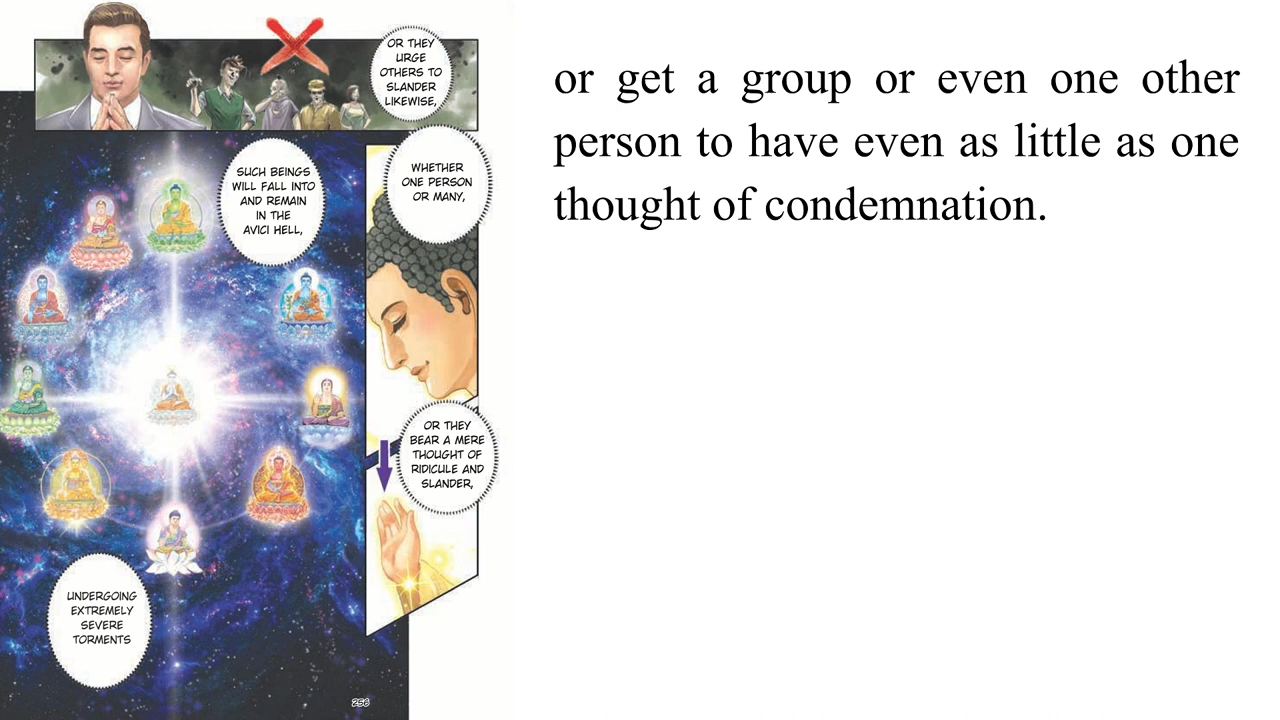 OR THEY
URGE
OTHERS TO
SLANDER
LIKEWISE,
WHETHER
ONE PERSON
OR MANY,
OR THEY
BEAR A MERE
THOUGHT OF
RIDICULE AND
SLANDER,
SUCH BEINGS
WILL FALL INTO
AND REMAIN
IN THE
AVICI HELL,
UNDERGOING
EXTREMELY
SEVERE
TORMENTS
256
or get a group or even one other
person to have even as little as one
thought of condemnation.